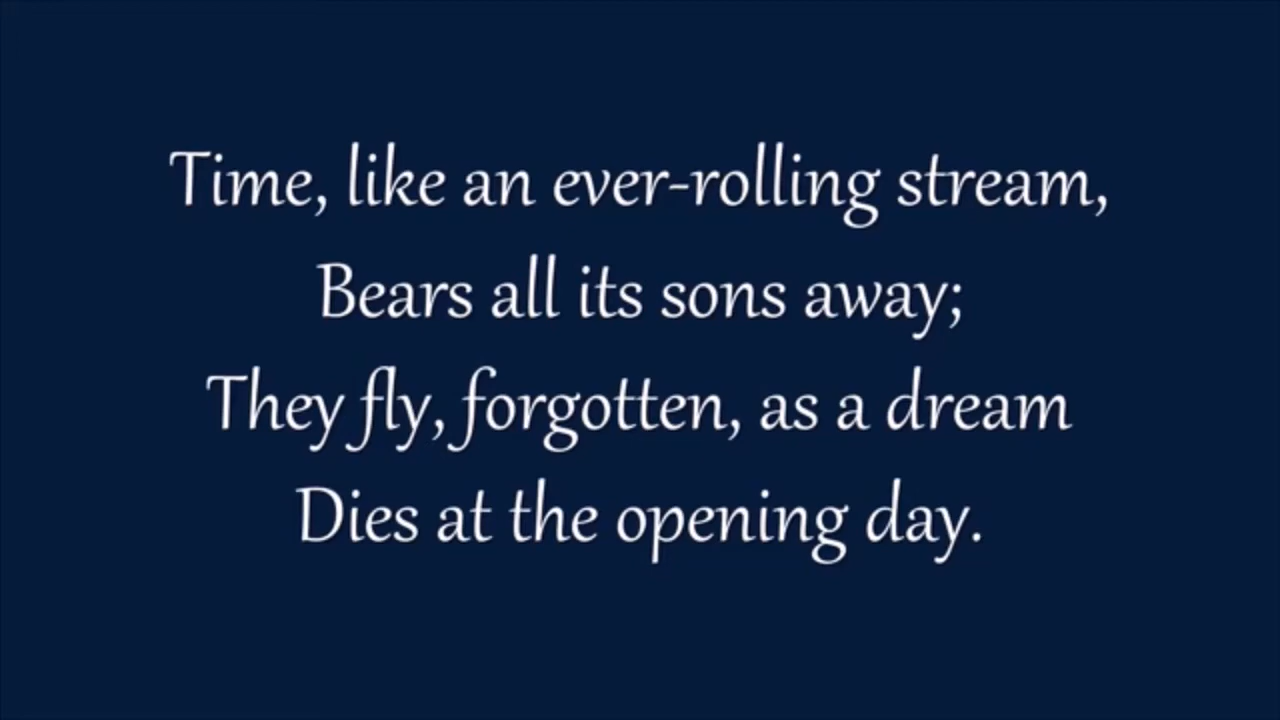 Time, like an ever-rolling stream,
Bears all its sons away;
They fly, forgotten, as a dream
Dies at the opening day.